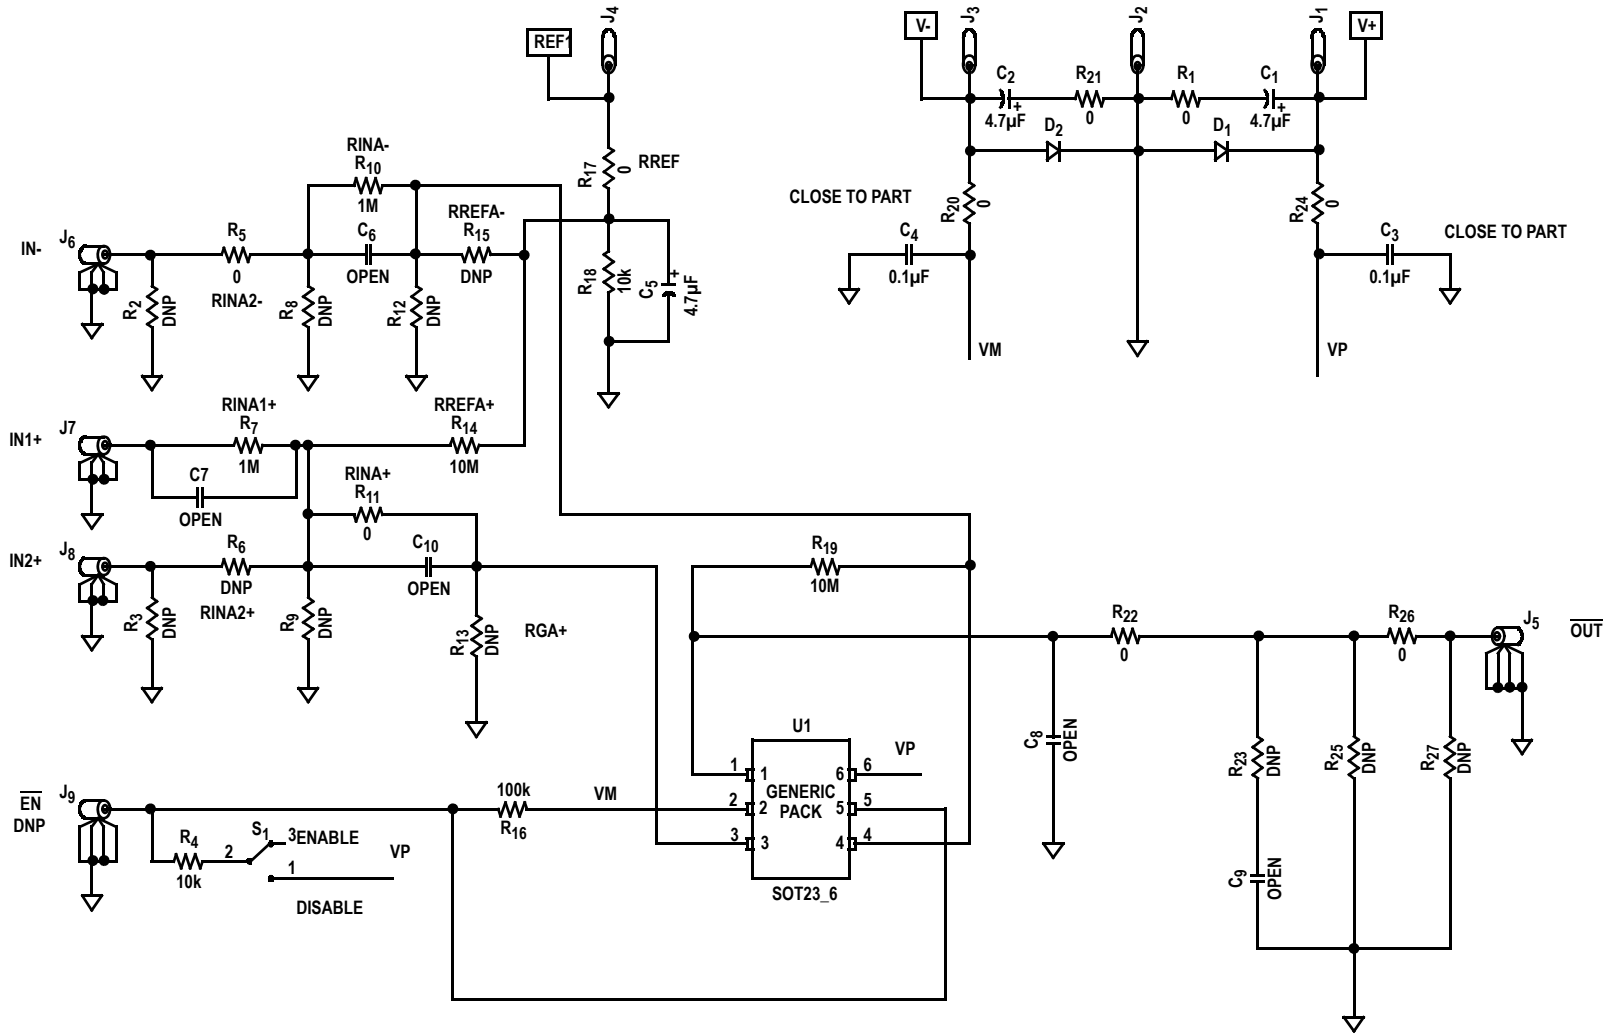 REF1
J4
V-
J3
J2
J1
V+
C2
4.7µF
+
R21
0
R1
0
C1
4.7µF
+
D2
D1
RINA-
R10
1M
R17
0
RREF
CLOSE TO PART
R20
0
R24
0
IN-
J6
R5
0
RINA2-
C6
OPEN
RREFA-
R15
DNP
R18
10k
C5
4.7µF
+
C4
0.1µF
C3
0.1µF
CLOSE TO PART
R2
DNP
R8
DNP
R12
DNP
VM
VP
IN1+
J7
RINA1+
R7
1M
RREFA+
R14
10M
C7
OPEN
RINA+
R11
0
IN2+
J8
R6
DNP
RINA2+
C10
OPEN
R19
10M
R3
DNP
R9
DNP
R13
DNP
RGA+
R22
0
R26
0
J5
OUT
U1
VP
C8
OPEN
R23
DNP
R25
DNP
R27
DNP
1
1
6
6
GENERIC
PACK
2
2
5
5
3
3
4
4
SOT23_6
EN
DNP
J9
100k
R16
VM
R4
10k
S1
2
3
ENABLE
1
VP
DISABLE
C9
OPEN